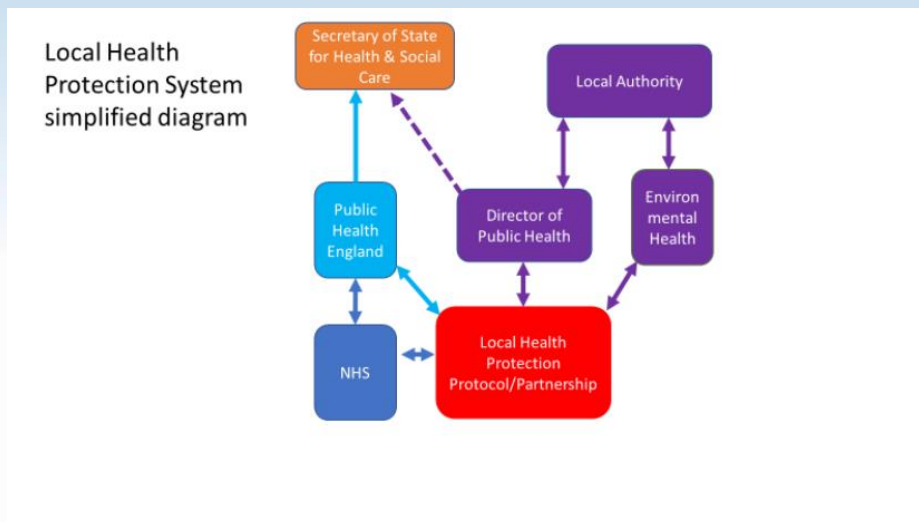 Local Health
Protection System
simplified diagram
Secretary of State
for Health & Social
Care
Local Authority
Public
Health
England
Director of
Public Health
Environ
mental
Health
NHS
Local Health
Protection
Protocol/Partnership